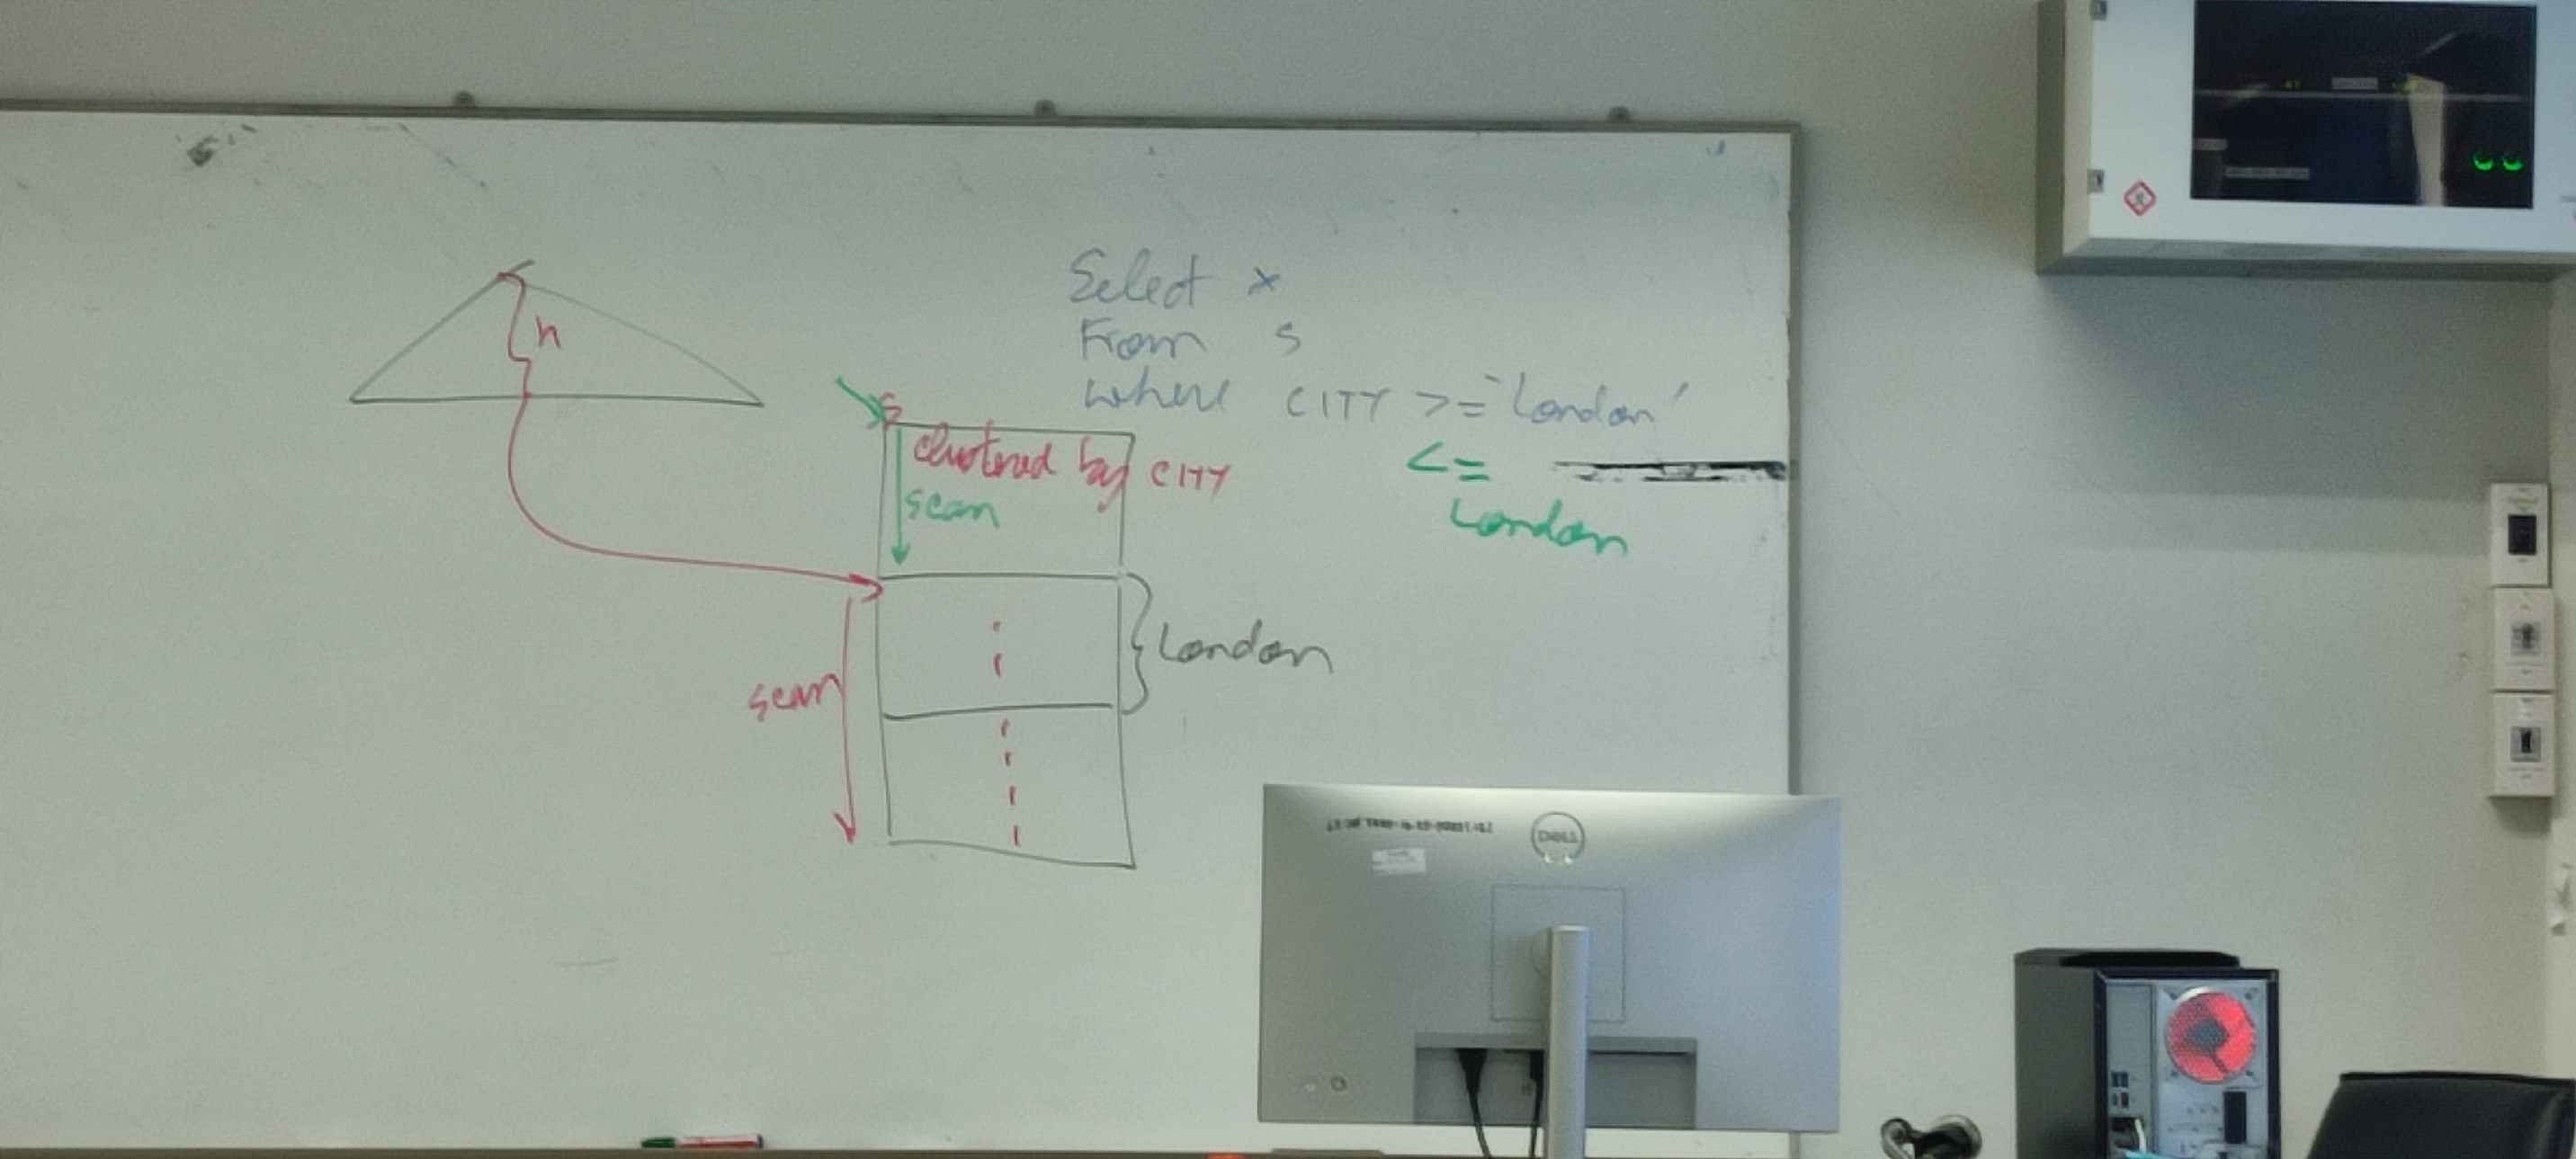 Select *
From S
where CITY >= 'London'
<=
London
h
S
clustered by CITY
scan
London
scan
DELL